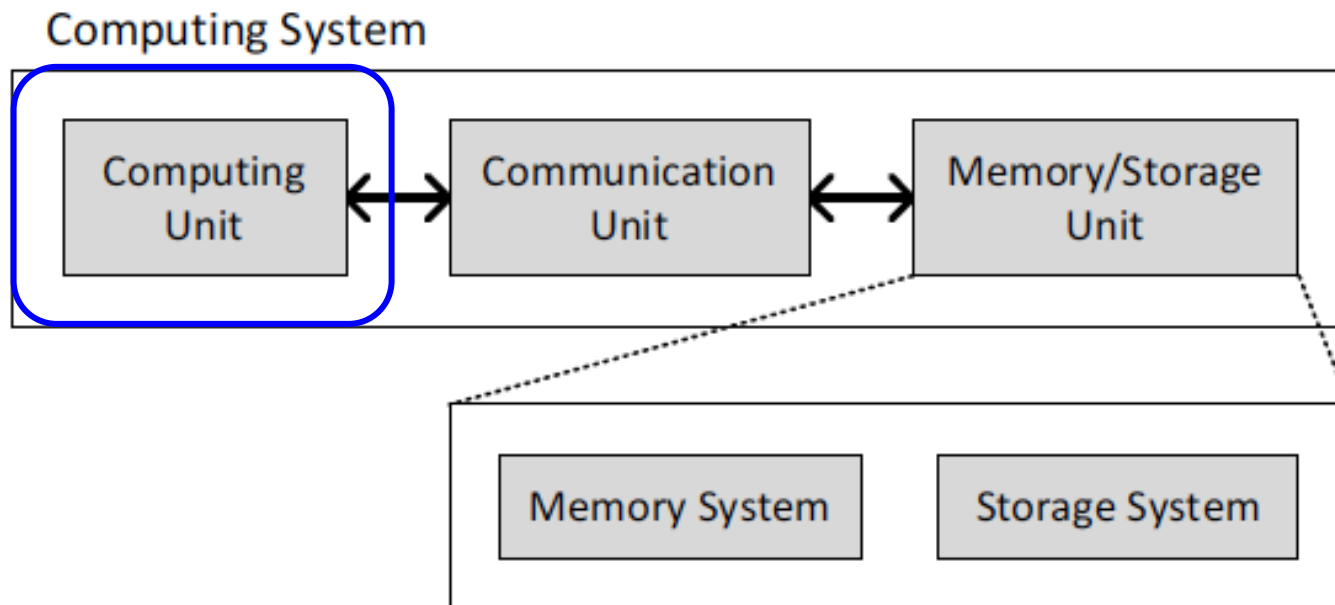 Computing System
Computing
Unit
Communication
Unit
Memory/Storage
Unit
Memory System
Storage System